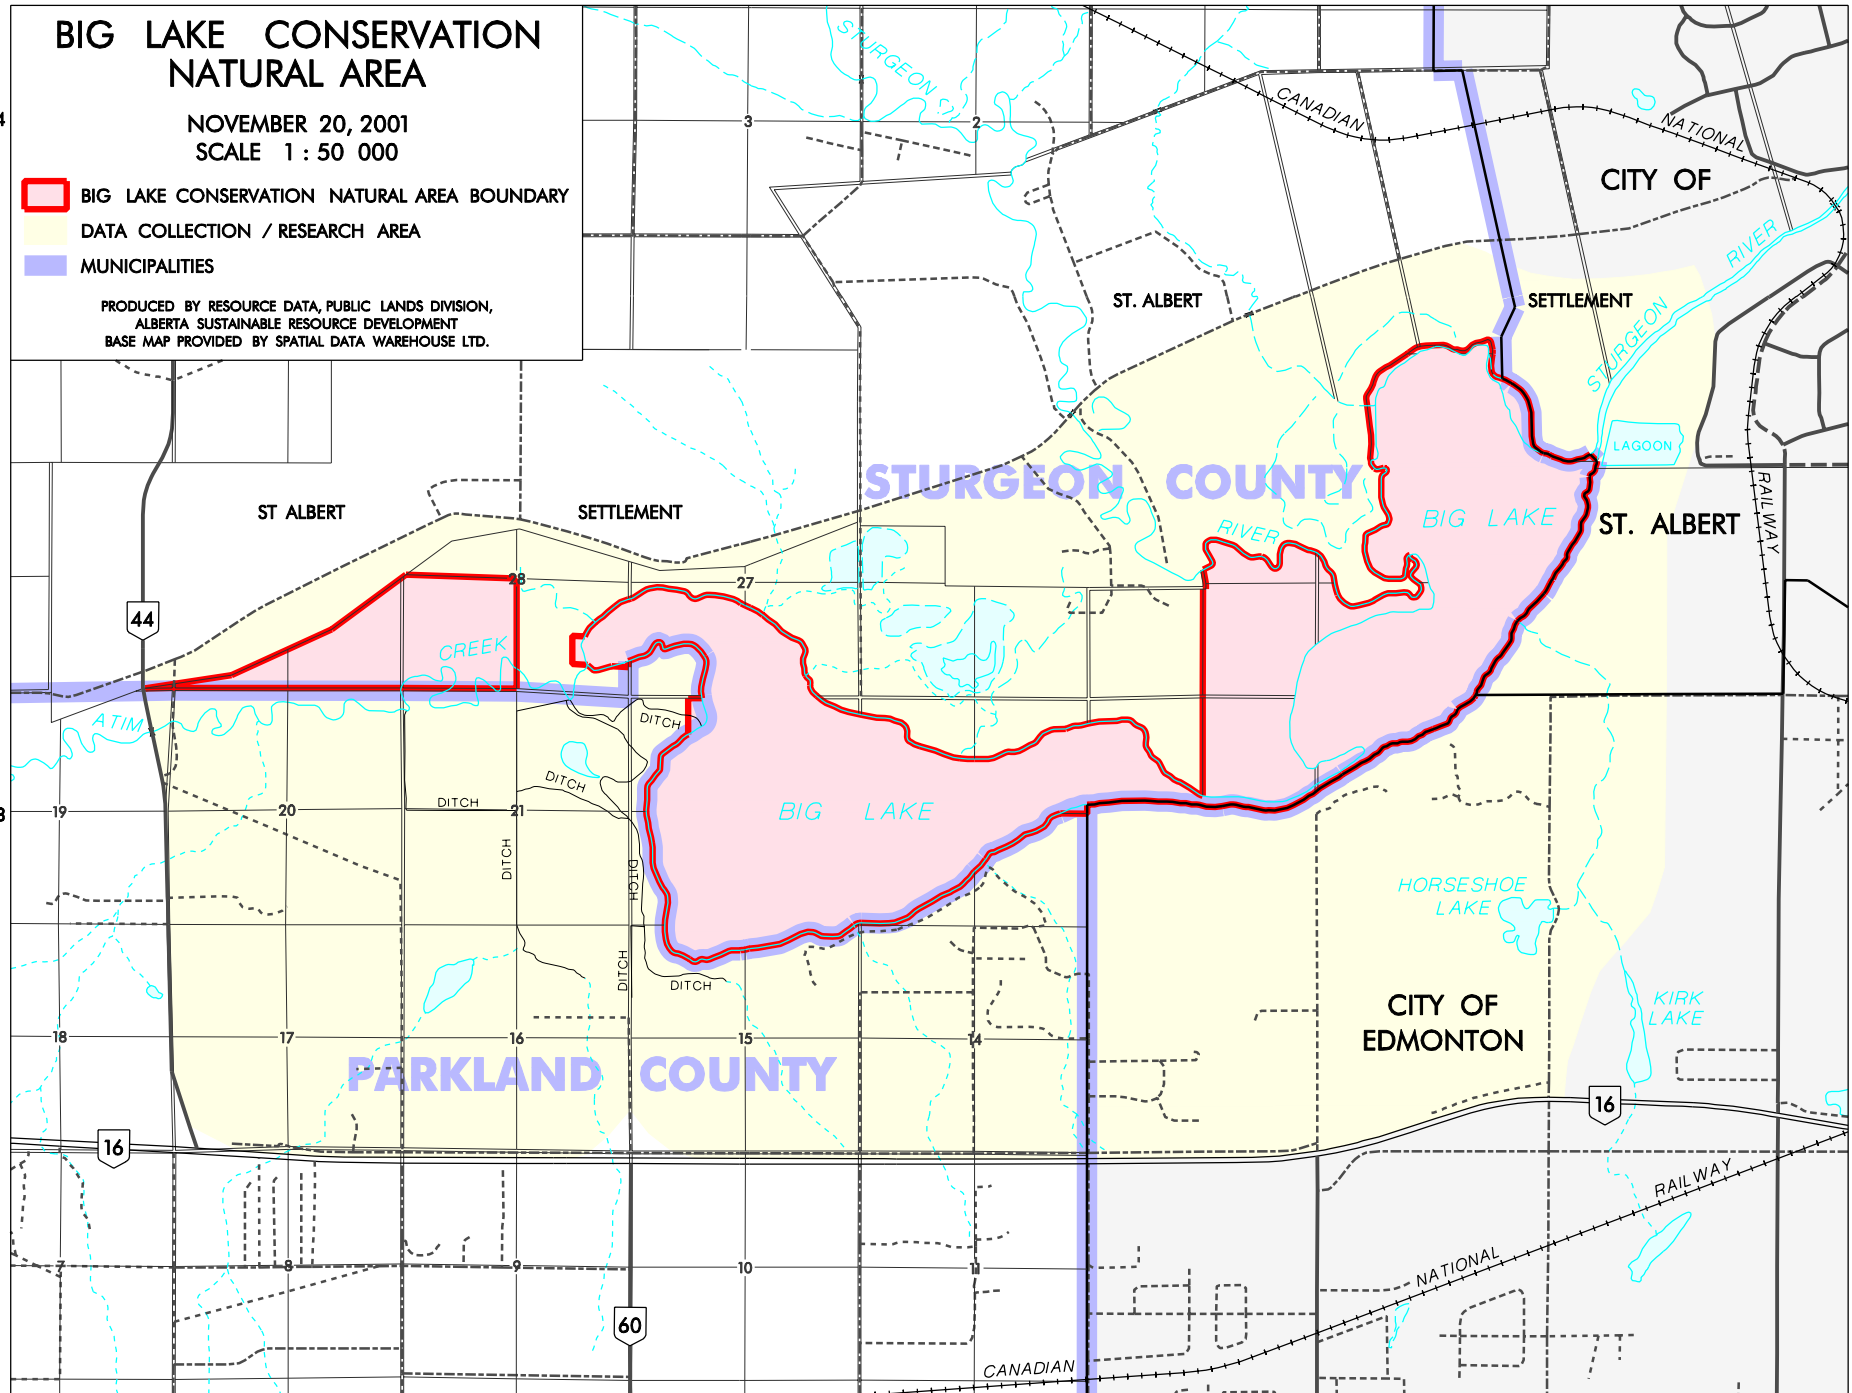 BIG LAKE CONSERVATION
NATURAL AREA
NOVEMBER 20, 2001
SCALE 1 : 50 000
BIG LAKE CONSERVATION NATURAL AREA BOUNDARY
DATA COLLECTION / RESEARCH AREA
MUNICIPALITIES
PRODUCED BY RESOURCE DATA, PUBLIC LANDS DIVISION,
ALBERTA SUSTAINABLE RESOURCE DEVELOPMENT
BASE MAP PROVIDED BY SPATIAL DATA WAREHOUSE LTD.
STURGEON
3
2
CANADIAN
NATIONAL
CITY OF
RIVER
ST. ALBERT
SETTLEMENT
STURGEON
LAGOON
RAILWAY
STURGEON COUNTY
ST ALBERT
SETTLEMENT
BIG LAKE
ST. ALBERT
RIVER
28
27
44
CREEK
ATIM
DITCH
DITCH
DITCH
19
20
21
BIG LAKE
DITCH
DITCH
HORSESHOE
LAKE
DITCH
DITCH
KIRK
LAKE
CITY OF
EDMONTON
18
17
16
15
14
PARKLAND COUNTY
16
16
RAILWAY
NATIONAL
7
8
9
10
11
60
CANADIAN